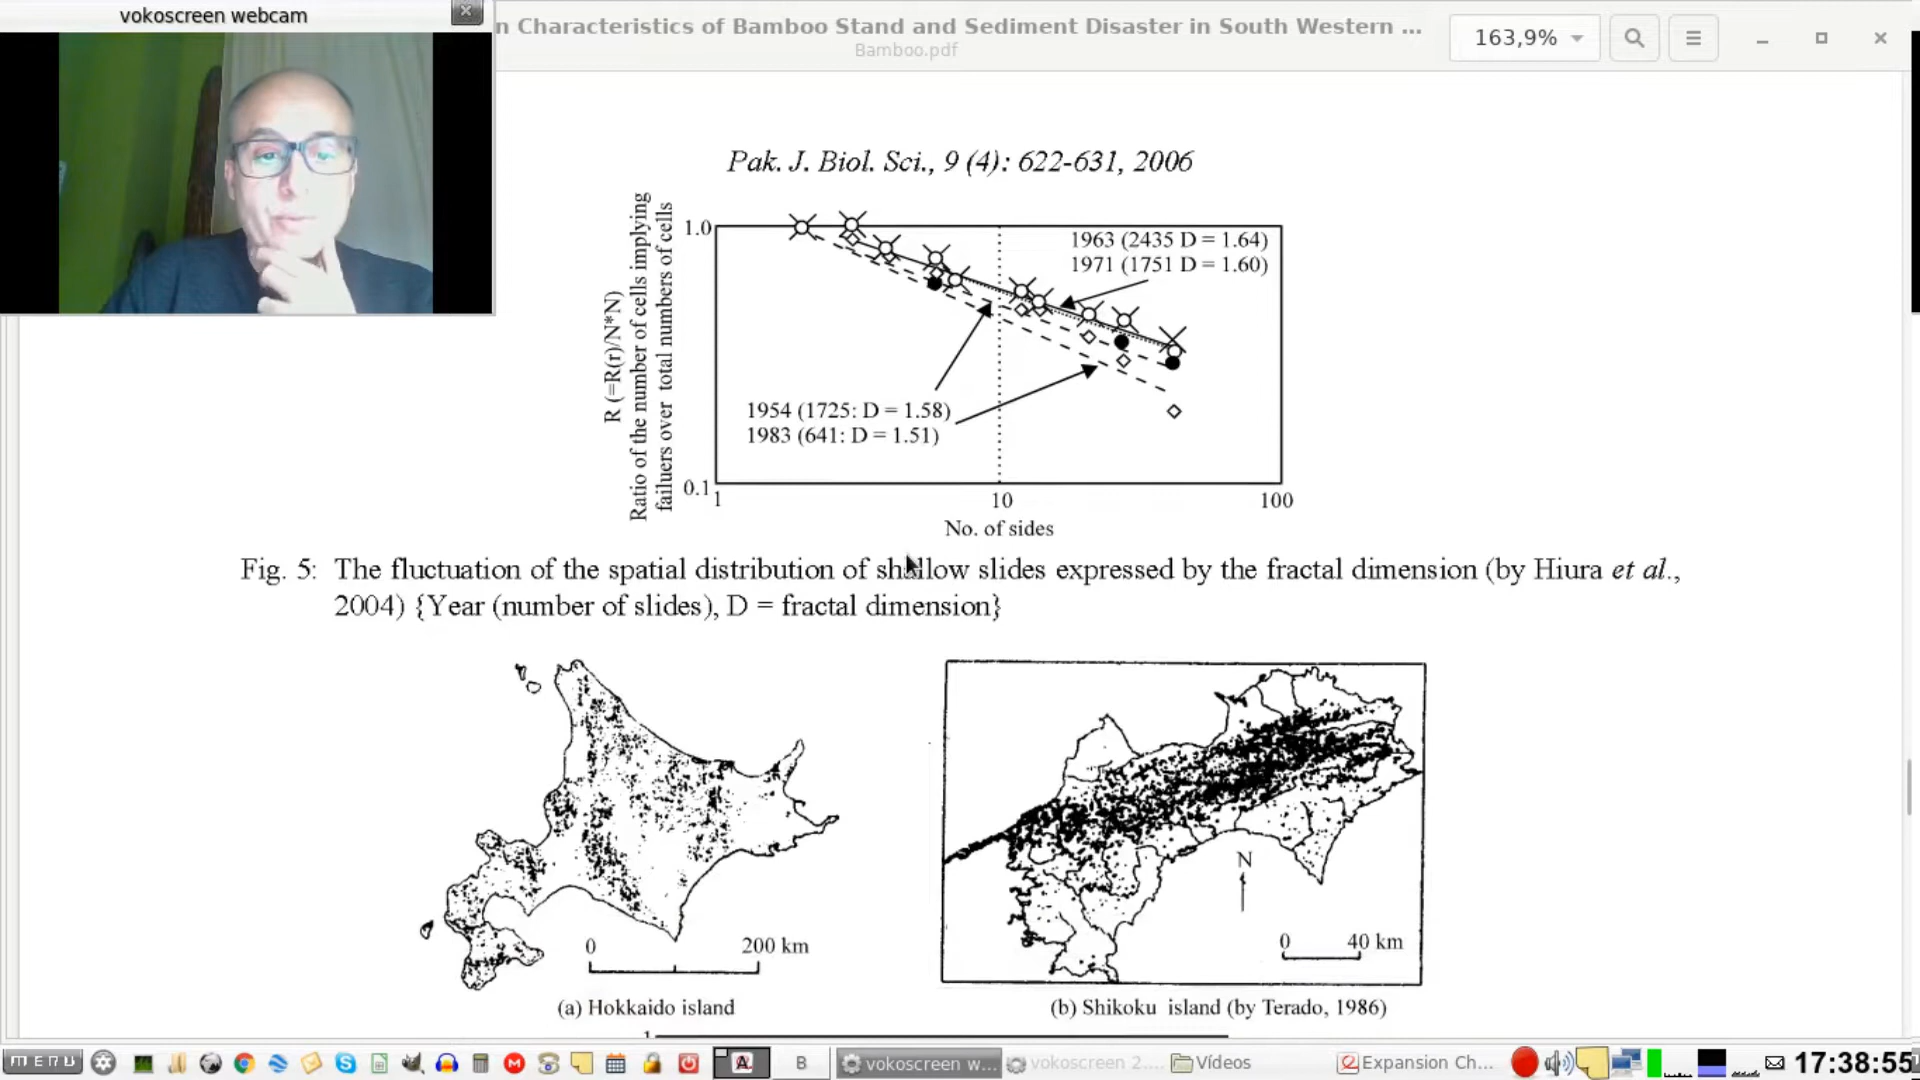 vokoscreen webcam
n Characteristics of Bamboo Stand and Sediment Disaster in South Western ...
Bamboo.pdf
163,9%
Pak. J. Biol. Sci., 9 (4): 622-631, 2006
R (=R(r)/N*N)
Ratio of the number of cells implying
failuers over total numbers of cells
1.0
0.1
1963 (2435 D = 1.64)
1971 (1751 D = 1.60)
1954 (1725: D = 1.58)
1983 (641: D = 1.51)
1
10
100
No. of sides
Fig. 5: The fluctuation of the spatial distribution of shallow slides expressed by the fractal dimension (by Hiura et al.,
2004) {Year (number of slides), D = fractal dimension}
0 200 km
(a) Hokkaido island
N
0 40 km
(b) Shikoku island (by Terado, 1986)
1
MENU
A
B
vokoscreen w...
vokoscreen 2....
Vídeos
Expansion Ch...
17:38:55